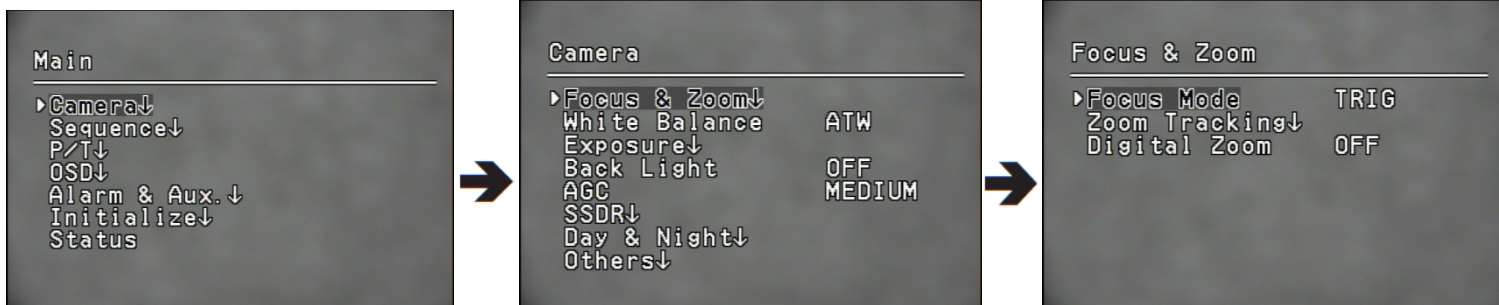 Main
Camera↓
Sequence↓
P/T↓
OSD↓
Alarm & Aux.↓
Initialize↓
Status
Camera
Focus & Zoom↓
White Balance ATW
Exposure↓
Back Light OFF
AGC MEDIUM
SSDR↓
Day & Night↓
Others↓
Focus & Zoom
Focus Mode TRIG
Zoom Tracking↓
Digital Zoom OFF